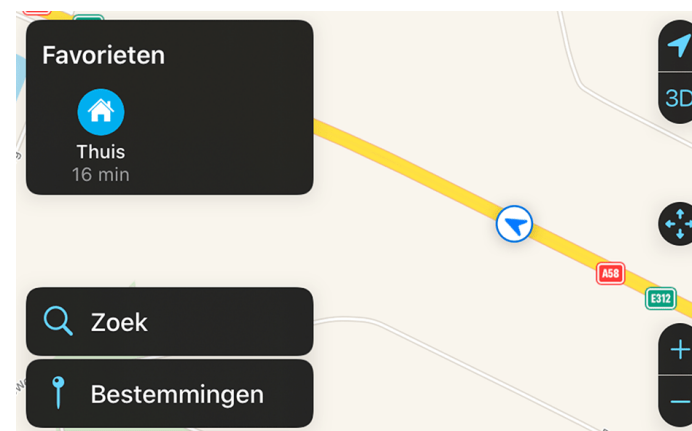 Favorieten
Thuis
16 min
Zoek
Bestemmingen
3D
A58
E312